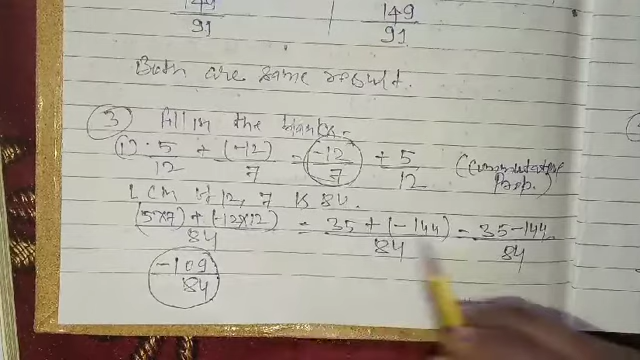 149/91 | 149/91
Both are same result.
(3) Fill in the blanks.
(1) 5/12 + (-12)/7 = -12/7 + 5/12 (Commutative Prop.)
LCM of 12, 7 is 84.
(5×7) + (-12×12)/84 = 35 + (-144)/84 = 35-144/84
-109/84